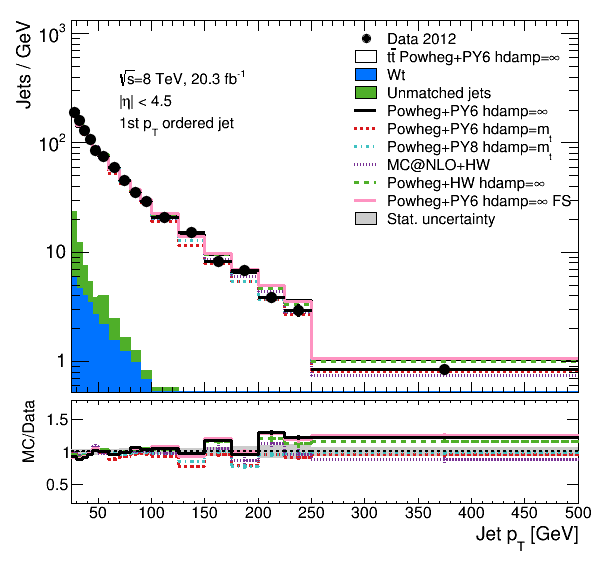 Jets / GeV
10³
10²
10
1
√s=8 TeV, 20.3 fb⁻¹
|η| < 4.5
1st p_T ordered jet
Data 2012
tt̄ Powheg+PY6 hdamp=∞
Wt
Unmatched jets
Powheg+PY6 hdamp=∞
Powheg+PY6 hdamp=m_t
Powheg+PY8 hdamp=m_t
MC@NLO+HW
Powheg+HW hdamp=∞
Powheg+PY6 hdamp=∞ FS
Stat. uncertainty
MC/Data
1.5
1
0.5
50 100 150 200 250 300 350 400 450 500
Jet p_T [GeV]